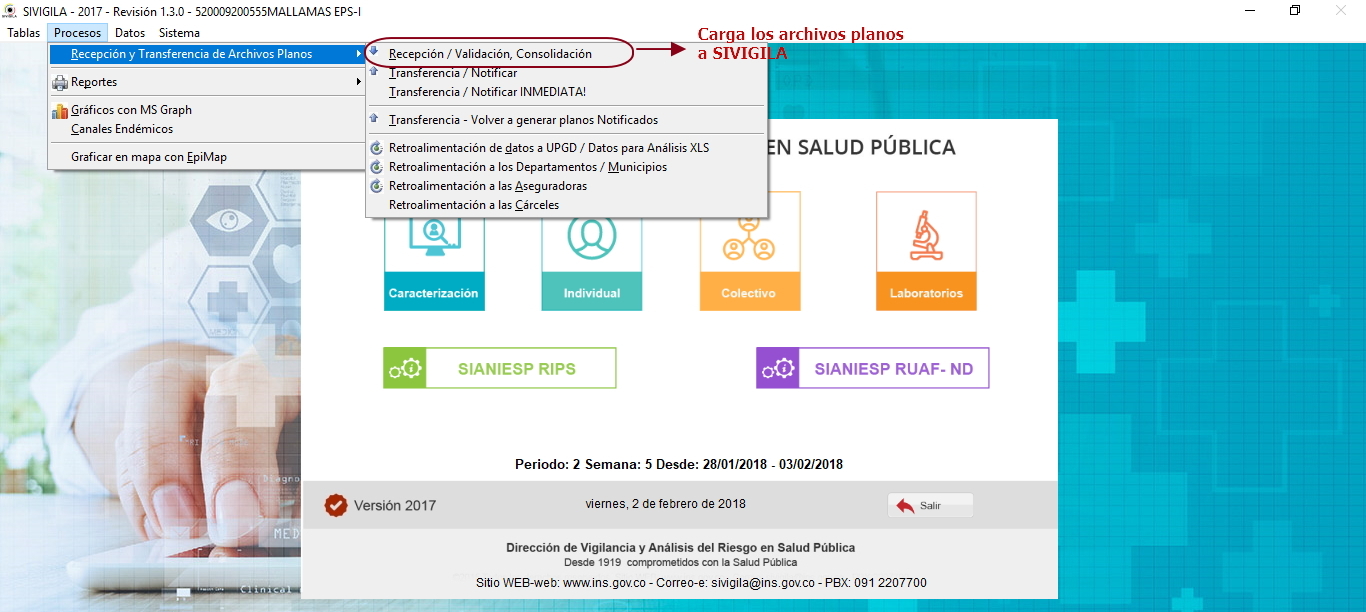 SIVIGILA - 2017 - Revisión 1.3.0 - 520009200555MALLAMAS EPS-I
Tablas Procesos Datos Sistema
Recepción y Transferencia de Archivos Planos
Reportes
Gráficos con MS Graph
Canales Endémicos
Graficar en mapa con EpiMap
Recepción / Validación, Consolidación
Transferencia / Notificar
Transferencia / Notificar INMEDIATA!
Transferencia - Volver a generar planos Notificados
Retroalimentación de datos a UPGD / Datos para Análisis XLS
Retroalimentación a los Departamentos / Municipios
Retroalimentación a las Aseguradoras
Retroalimentación a las Cárceles
Carga los archivos planos
a SIVIGILA
EN SALUD PÚBLICA
Caracterización Individual Colectivo Laboratorios
SIANIESP RIPS SIANIESP RUAF- ND
Periodo: 2 Semana: 5 Desde: 28/01/2018 - 03/02/2018
Versión 2017 viernes, 2 de febrero de 2018 Salir
Dirección de Vigilancia y Análisis del Riesgo en Salud Pública
Desde 1919 comprometidos con la Salud Pública
Sitio WEB-web: www.ins.gov.co - Correo-e: sivigila@ins.gov.co - PBX: 091 2207700